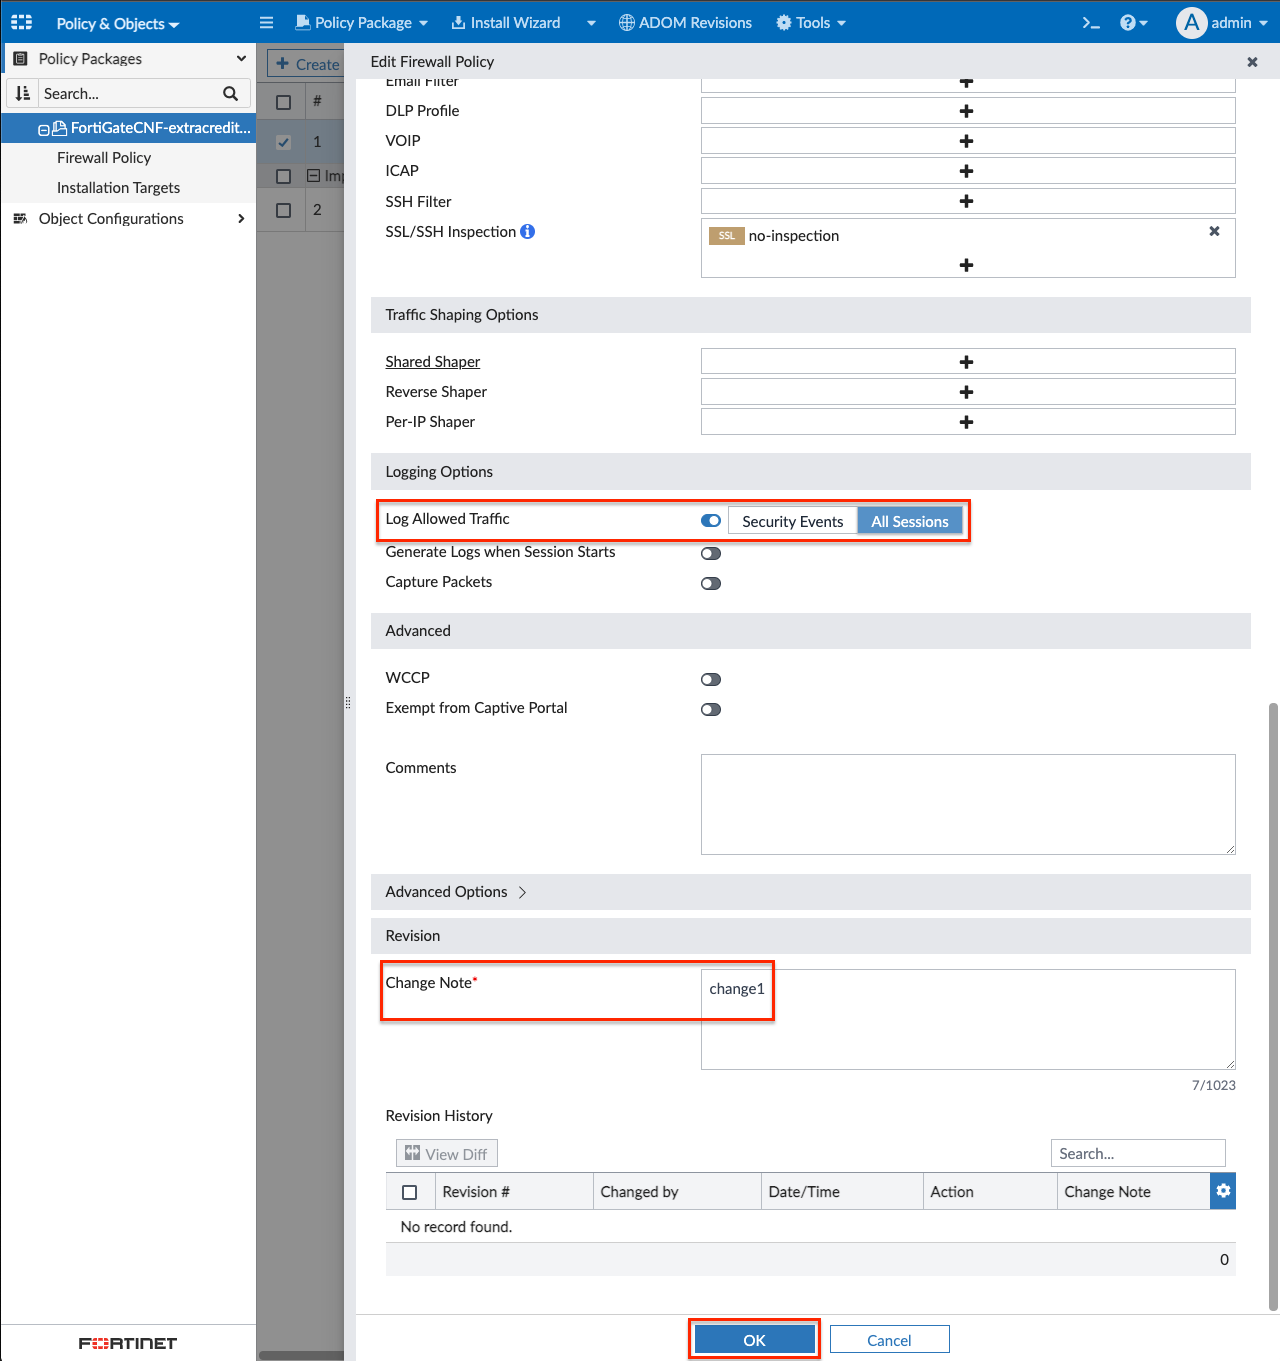 Policy & Objects
Policy Package
Install Wizard
ADOM Revisions
Tools
>_
?
A
admin
Policy Packages
Search...
FortiGateCNF-extracredit...
Firewall Policy
Installation Targets
Object Configurations
FORTINET
+ Create
#
1
Imp
2
Edit Firewall Policy
Email Filter
DLP Profile
VOIP
ICAP
SSH Filter
SSL/SSH Inspection
SSL no-inspection
Traffic Shaping Options
Shared Shaper
Reverse Shaper
Per-IP Shaper
Logging Options
Log Allowed Traffic Security Events All Sessions
Generate Logs when Session Starts
Capture Packets
Advanced
WCCP
Exempt from Captive Portal
Comments
Advanced Options
Revision
Change Note* change1
7/1023
Revision History
View Diff Search...
Revision # Changed by Date/Time Action Change Note
No record found.
0
OK Cancel